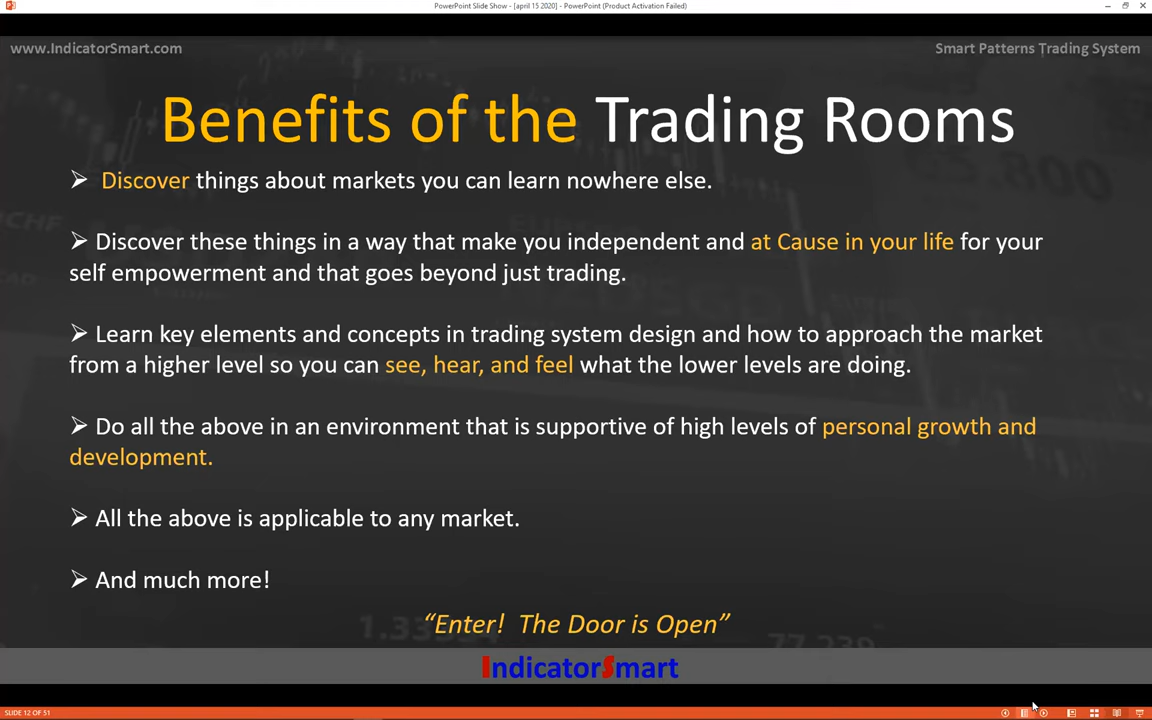 PowerPoint Slide Show - [april 15 2020] - PowerPoint (Product Activation Failed)
www.IndicatorSmart.com
Smart Patterns Trading System
Benefits of the Trading Rooms
➢ Discover things about markets you can learn nowhere else.
➢ Discover these things in a way that make you independent and at Cause in your life for your
self empowerment and that goes beyond just trading.
➢ Learn key elements and concepts in trading system design and how to approach the market
from a higher level so you can see, hear, and feel what the lower levels are doing.
➢ Do all the above in an environment that is supportive of high levels of personal growth and
development.
➢ All the above is applicable to any market.
➢ And much more!
“Enter!  The Door is Open”
IndicatorSmart
SLIDE 12 OF 51